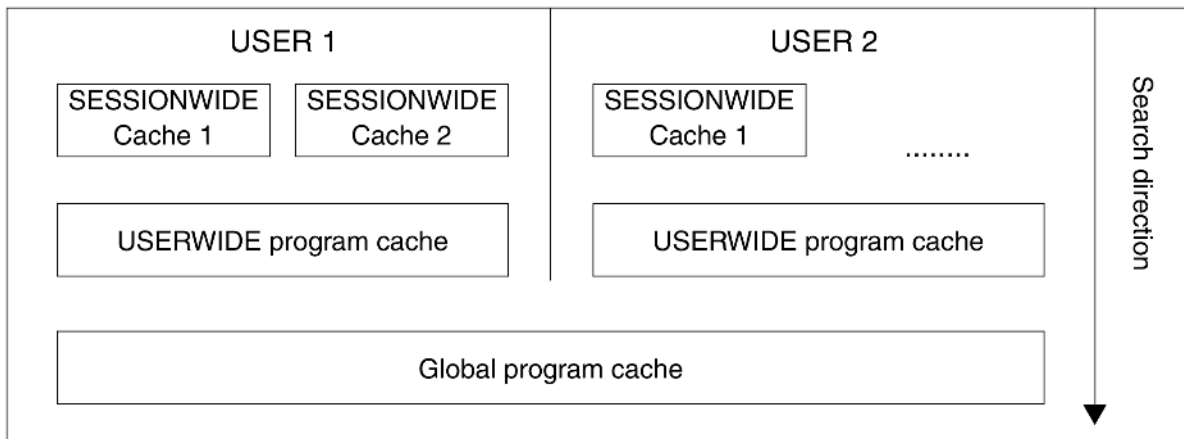 USER 1
USER 2
SESSIONWIDE
Cache 1
SESSIONWIDE
Cache 2
SESSIONWIDE
Cache 1
........
USERWIDE program cache
USERWIDE program cache
Global program cache
Search direction